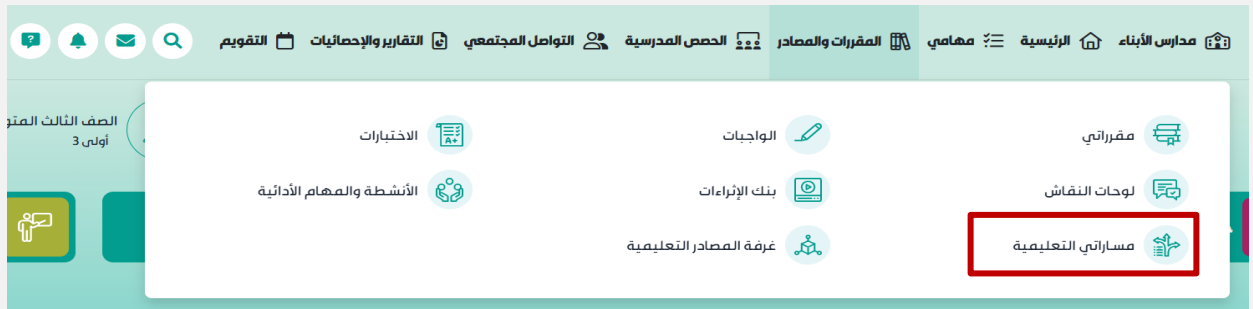 مدارس الأبناء الرئيسية مهامي المقررات والمصادر الحصص المدرسية التواصل المجتمعي التقارير والإحصائيات التقويم
الصف الثالث
أولى 3
مقرراتي الواجبات الاختبارات
A+
لوحات النقاش بنك الإثراءات الأنشطة والمهام الأدائية
مساراتي التعليمية غرفة المصادر التعليمية